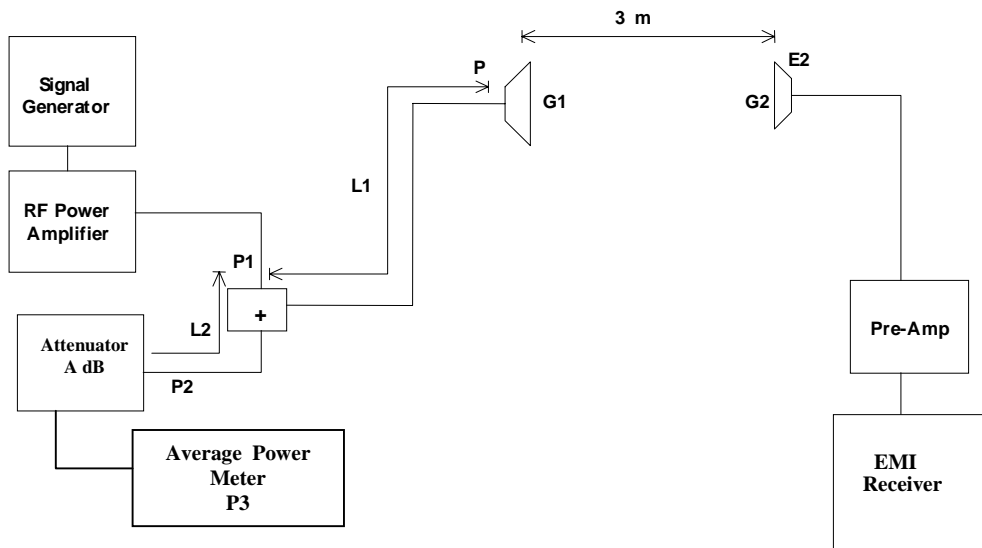 3 m
P
E2
G1
G2
Signal
Generator
L1
RF Power
Amplifier
P1
+
L2
Pre-Amp
Attenuator
A dB
P2
Average Power
Meter
P3
EMI
Receiver